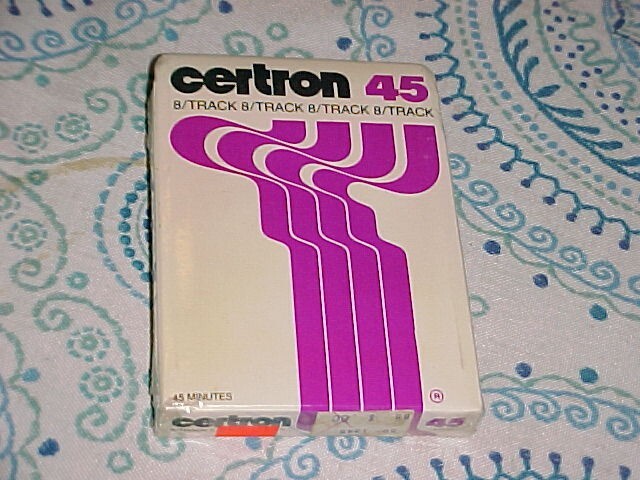 certron 45
8/TRACK 8/TRACK 8/TRACK 8/TRACK
45 MINUTES
®
certron 45